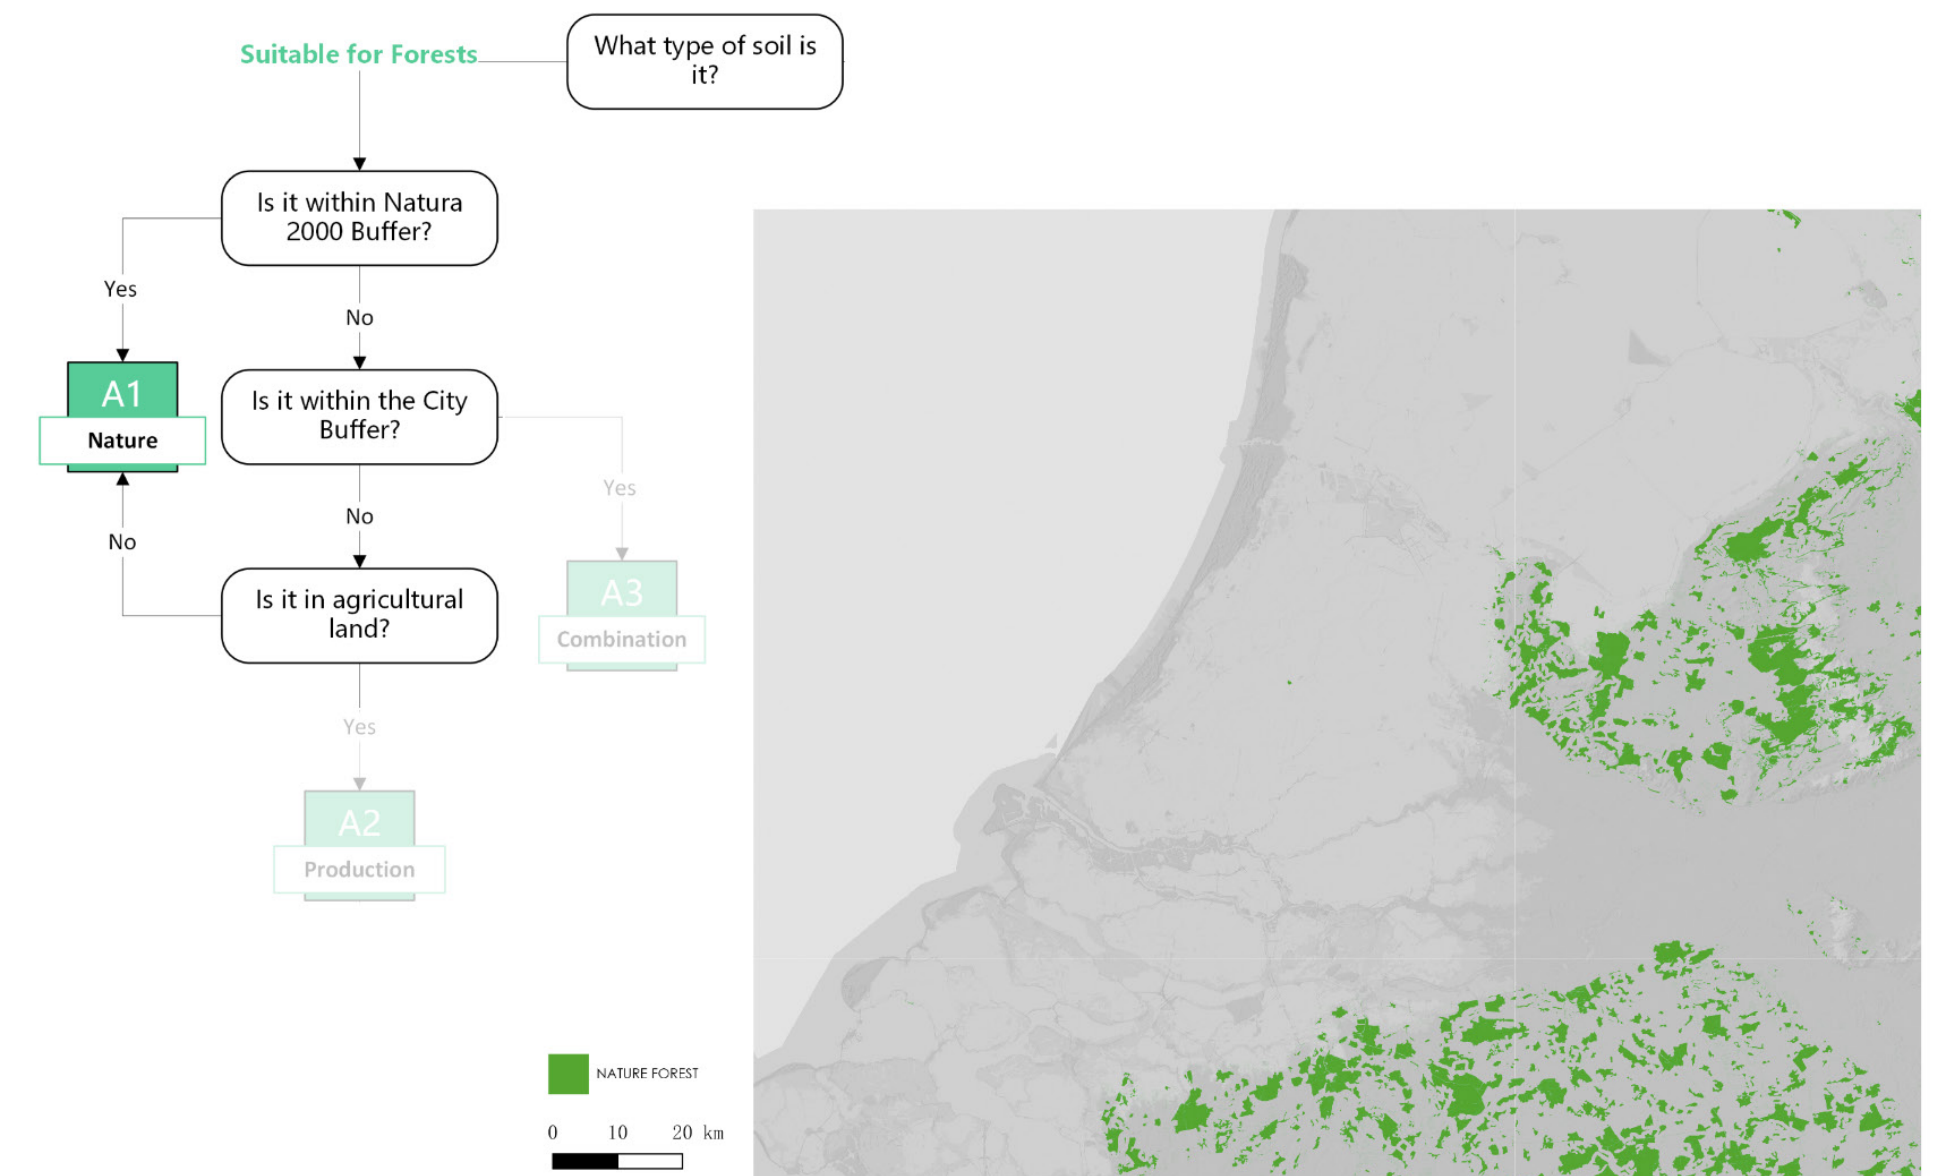 Suitable for Forests
What type of soil is
it?
Is it within Natura
2000 Buffer?
Yes
No
A1
Nature
Is it within the City
Buffer?
Yes
No
No
A3
Combination
Is it in agricultural
land?
Yes
A2
Production
NATURE FOREST
0 10 20 km